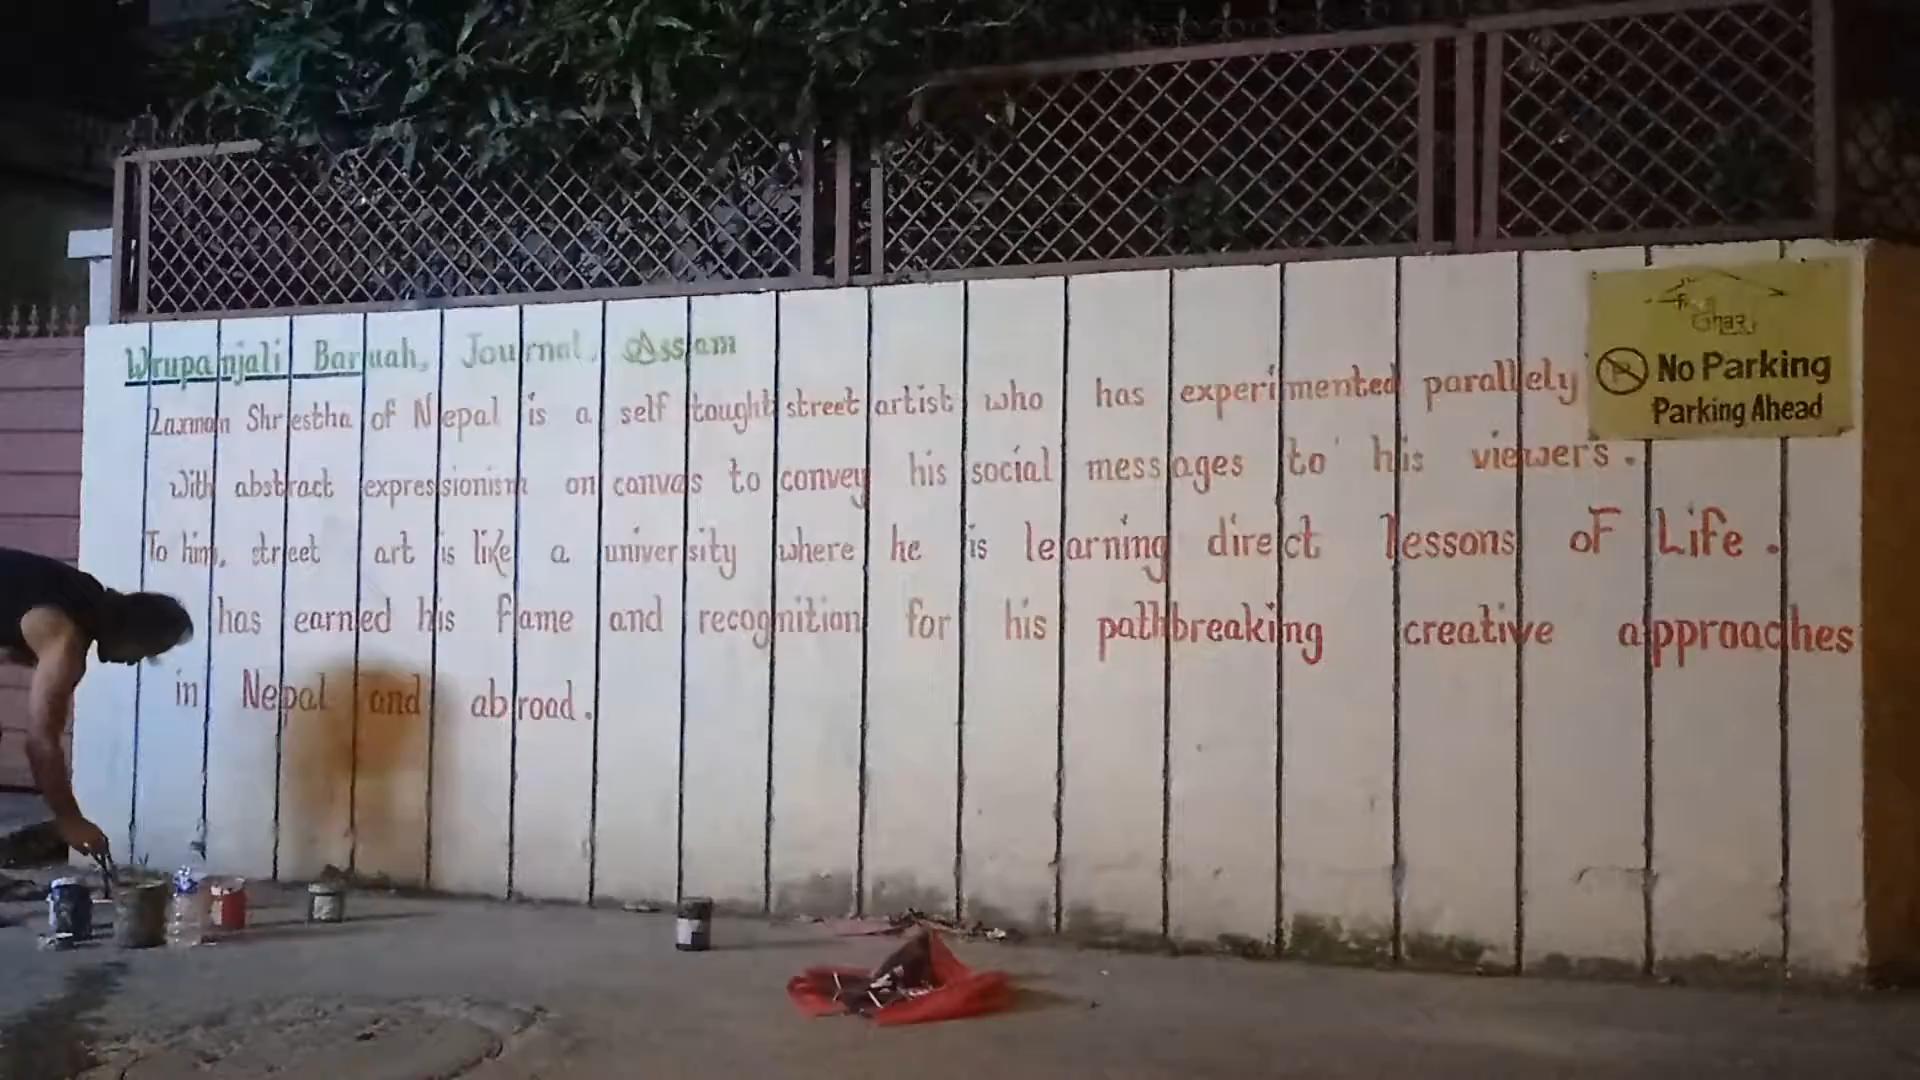 Wrupanjali Baruah, Journal, Assam
Laxman Shrestha of Nepal is a self tought street artist who has experimented parallely
With abstract expressionism on canvas to convey his social messages to his viewers.
To him, street art is like a university where he is learning direct lessons of Life.
has earned his fame and recognition for his pathbreaking creative approaches
in Nepal and abroad.
Ghar
No Parking
Parking Ahead